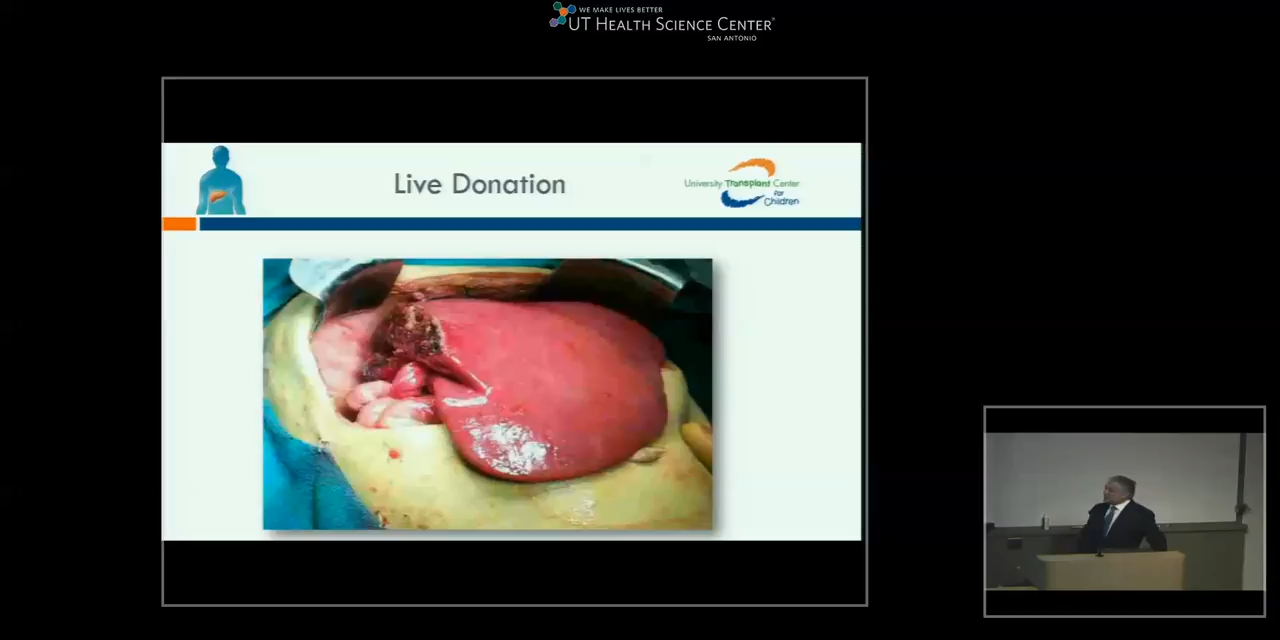 WE MAKE LIVES BETTER
UT HEALTH SCIENCE CENTER®
SAN ANTONIO
Live Donation
University Transplant Center
for
Children